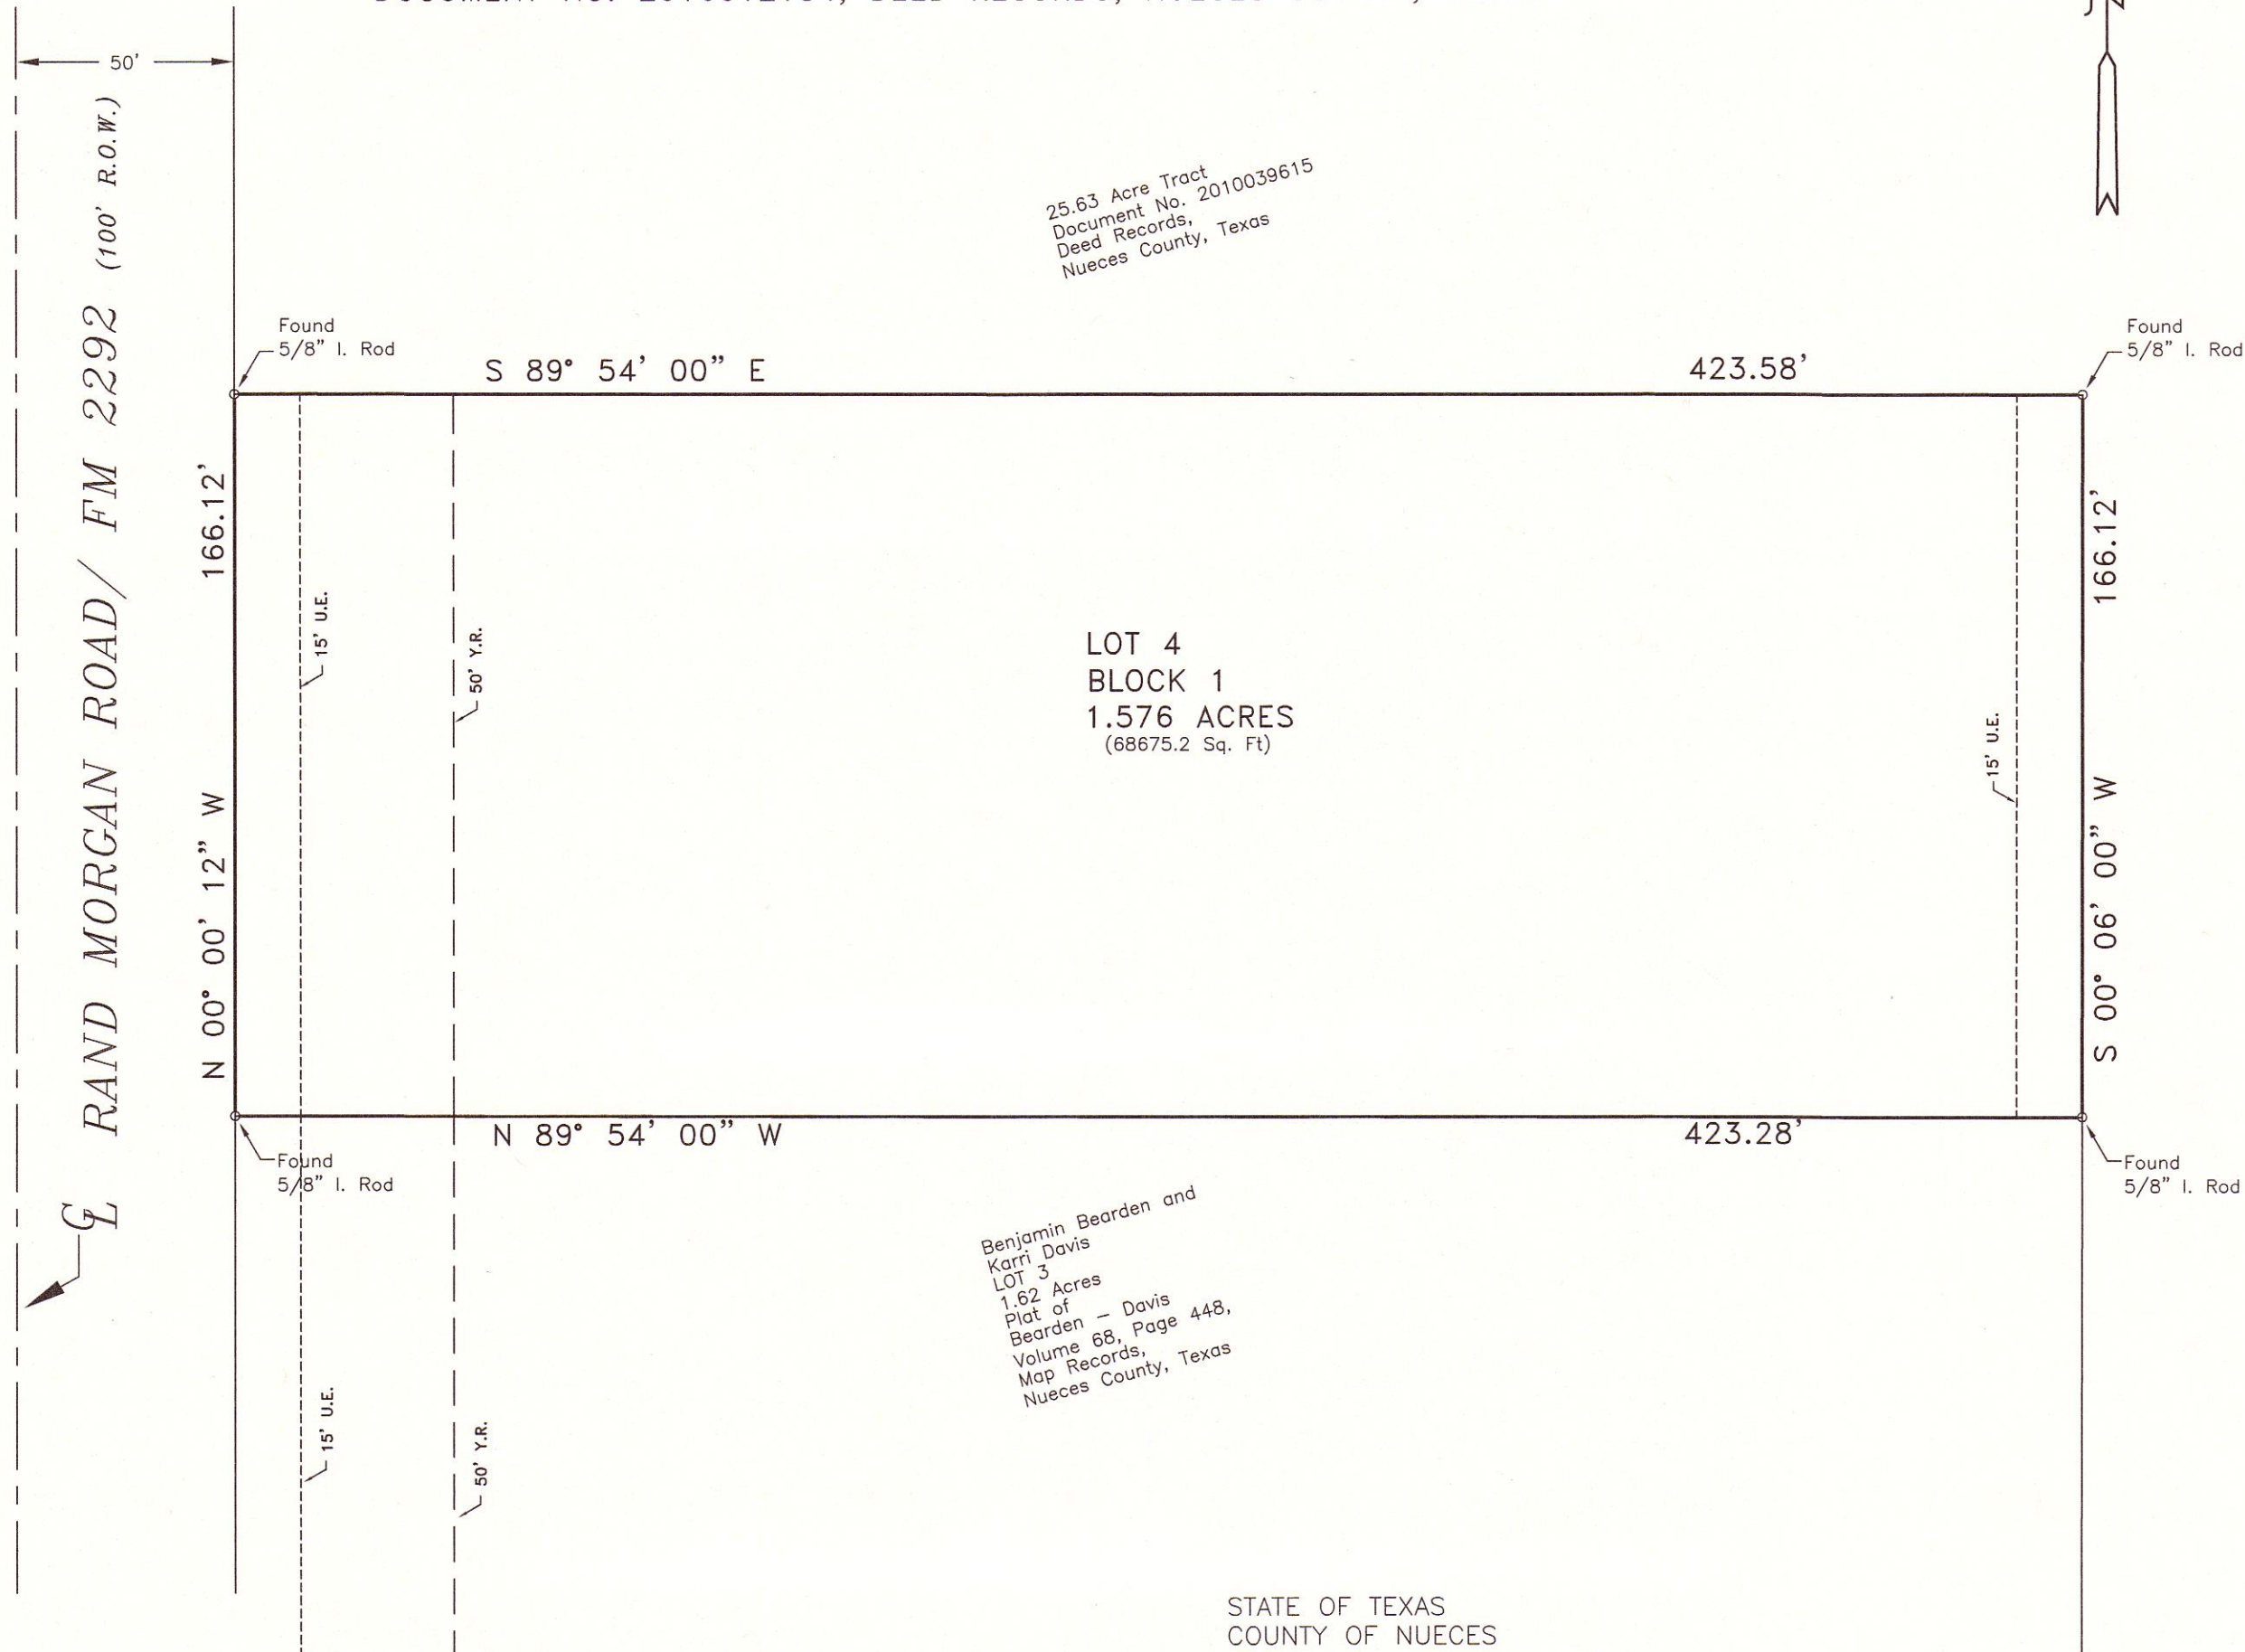 50'
RAND MORGAN ROAD/ FM 2292 (100' R.O.W.)
25.63 Acre Tract
Document No. 2010039615
Deed Records,
Nueces County, Texas
Found
5/8" I. Rod
S 89° 54' 00" E
423.58'
Found
5/8" I. Rod
166.12'
N 00° 00' 12" W
15' U.E.
50' Y.R.
LOT 4
BLOCK 1
1.576 ACRES
(68675.2 Sq. Ft)
15' U.E.
166.12'
S 00° 06' 00" W
N 89° 54' 00" W
423.28'
Found
5/8" I. Rod
Found
5/8" I. Rod
Benjamin Bearden and
Karri Davis
LOT 3
1.62 Acres
Plat of
Bearden – Davis
Volume 68, Page 448,
Map Records,
Nueces County, Texas
15' U.E.
50' Y.R.
STATE OF TEXAS
COUNTY OF NUECES